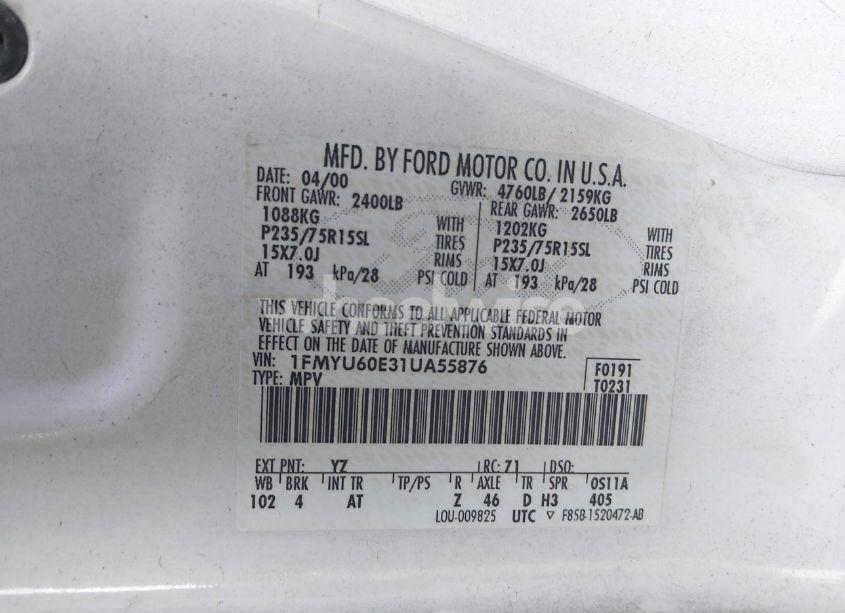 MFD. BY FORD MOTOR CO. IN U.S.A.
DATE: 04/00 GVWR: 4760LB/ 2159KG
FRONT GAWR: 2400LB REAR GAWR: 2650LB
1088KG WITH 1202KG WITH
P235/75R15SL TIRES P235/75R15SL TIRES
15X7.0J RIMS 15X7.0J RIMS
AT 193 kPa/28 PSI COLD AT 193 kPa/28 PSI COLD
THIS VEHICLE CONFORMS TO ALL APPLICABLE FEDERAL MOTOR
VEHICLE SAFETY AND THEFT PREVENTION STANDARDS IN
EFFECT ON THE DATE OF MANUFACTURE SHOWN ABOVE.
VIN: 1FMYU60E31UA55876 F0191
TYPE: MPV T0231
EXT PNT: YZ RC: 71 DSO:
WB BRK INT TR TP/PS R AXLE TR SPR 0S11A
102 4 AT Z 46 D H3 405
LOU-009825 UTC ▽ F85B-1520472-AB